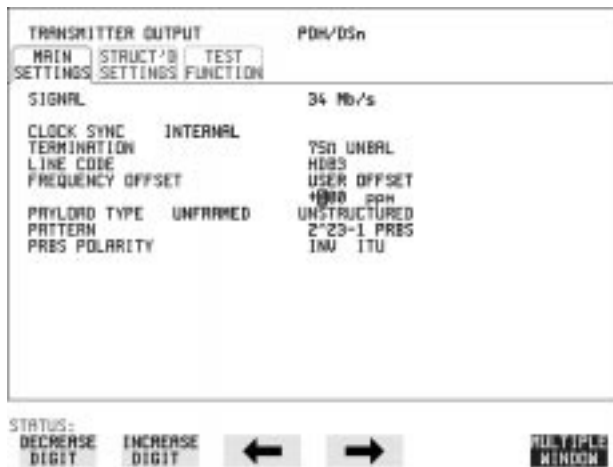 TRANSMITTER OUTPUT PDH/DSn
MAIN SETTINGS STRUCT'D SETTINGS TEST FUNCTION
SIGNAL 34 Mb/s
CLOCK SYNC INTERNAL
TERMINATION 75Ω UNBAL
LINE CODE HDB3
FREQUENCY OFFSET USER OFFSET
ppm
PAYLOAD TYPE UNFRAMED UNSTRUCTURED
PATTERN 2^23-1 PRBS
PRBS POLARITY INV ITU
STATUS:
DECREASE DIGIT INCREASE DIGIT MULTIPLE WINDOW